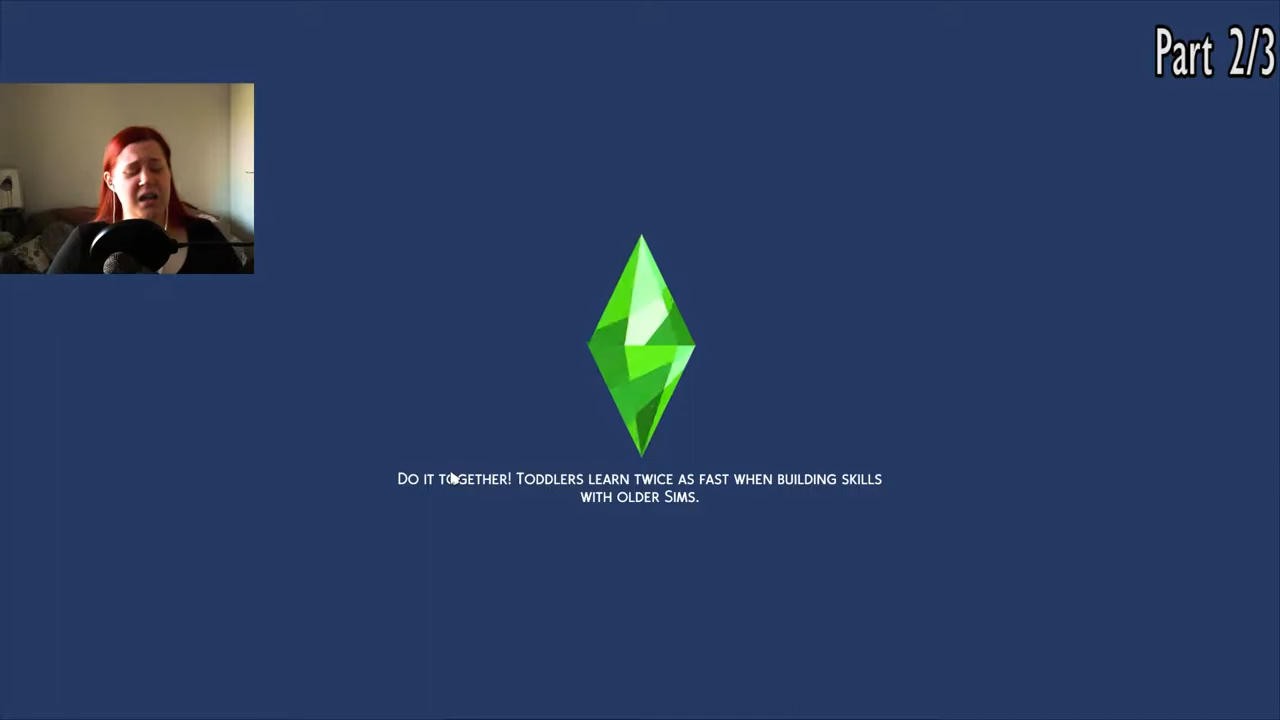 Part 2/3
DO IT TOGETHER! TODDLERS LEARN TWICE AS FAST WHEN BUILDING SKILLS
WITH OLDER SIMS.